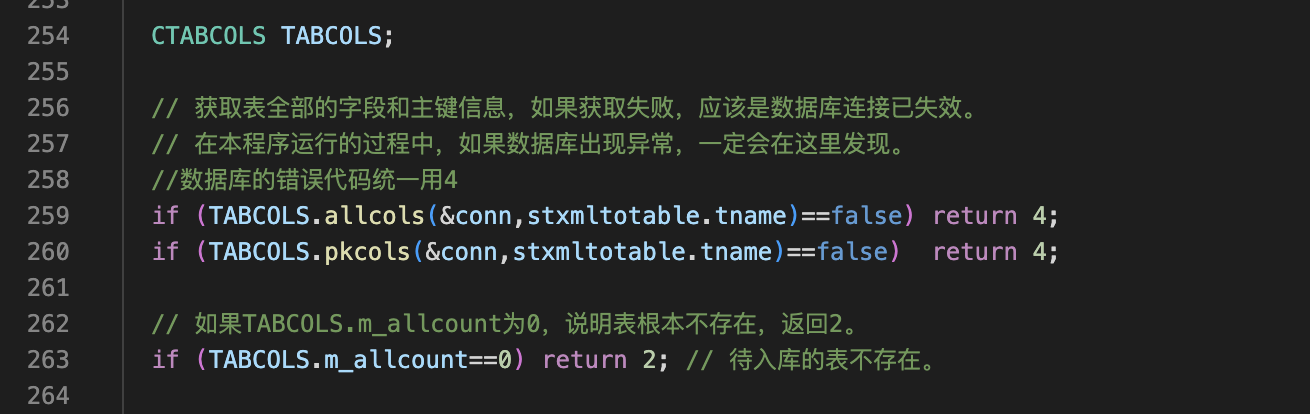 253
254 CTABCOLS TABCOLS;
255
256 // 获取表全部的字段和主键信息，如果获取失败，应该是数据库连接已失效。
257 // 在本程序运行的过程中，如果数据库出现异常，一定会在这里发现。
258 //数据库的错误代码统一用4
259 if (TABCOLS.allcols(&conn,stxmltotable.tname)==false) return 4;
260 if (TABCOLS.pkcols(&conn,stxmltotable.tname)==false)  return 4;
261
262 // 如果TABCOLS.m_allcount为0，说明表根本不存在，返回2。
263 if (TABCOLS.m_allcount==0) return 2; // 待入库的表不存在。
264